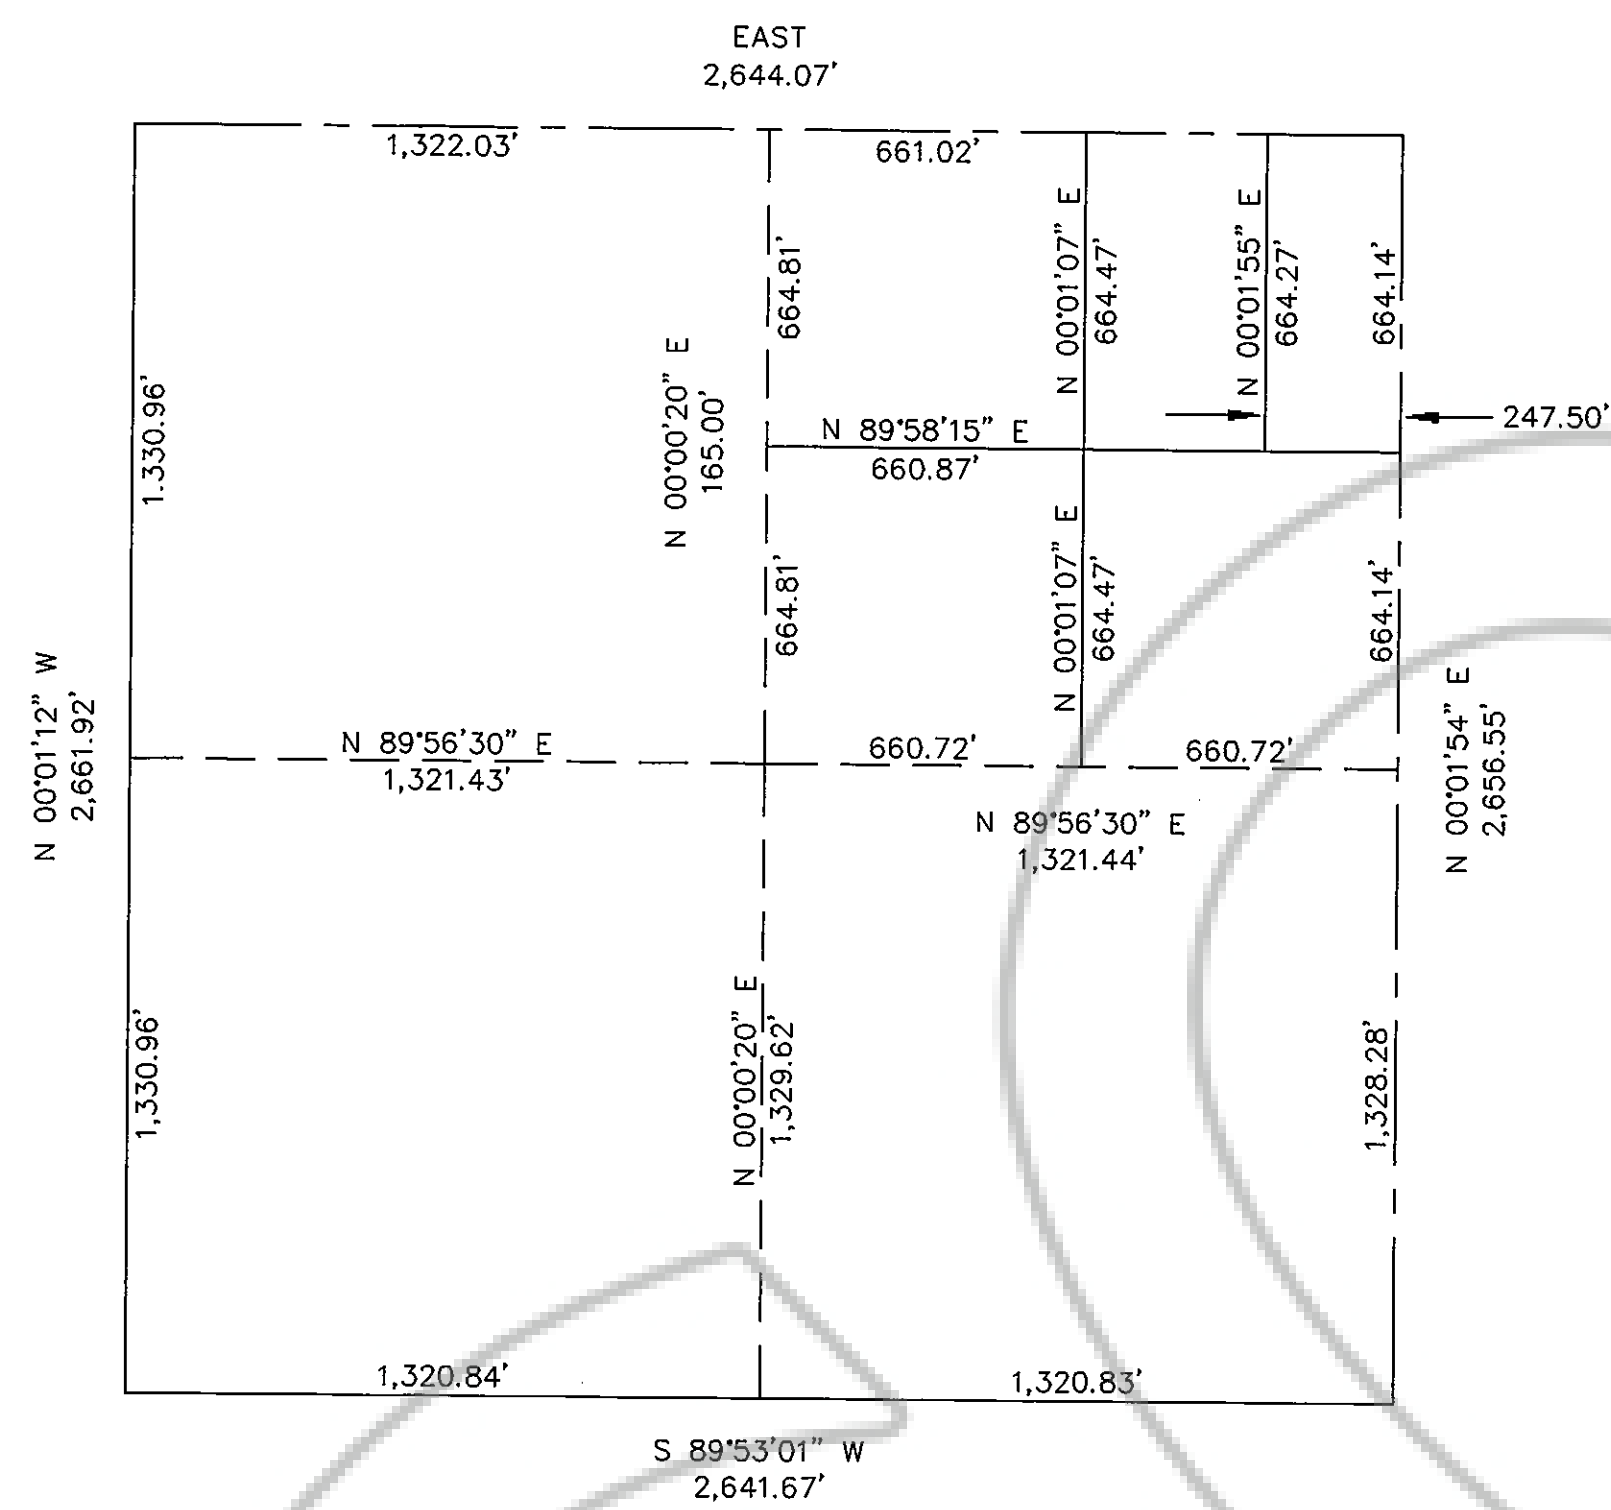 EAST
2,644.07'
1,322.03'
661.02'
664.81'
N 00°01'07" E
664.47'
N 00°01'55" E
664.27'
664.14'
1.330.96'
N 00°00'20" E
165.00'
247.50'
N 89°58'15" E
660.87'
664.81'
N 00°01'07" E
664.47'
664.14'
N 00°01'12" W
2,661.92'
N 89°56'30" E
1,321.43'
660.72'
660.72'
N 00°01'54" E
2,656.55'
N 89°56'30" E
1,321.44'
1,330.96'
N 00°00'20" E
1,329.62'
1,328.28'
1,320.84'
1,320.83'
S 89°53'01" W
2,641.67'